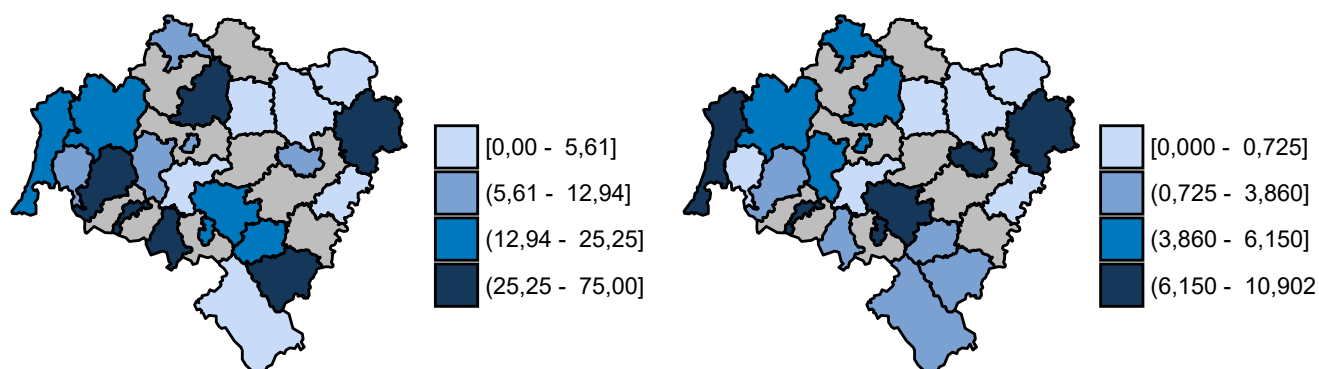 [0,00 - 5,61]
(5,61 - 12,94]
(12,94 - 25,25]
(25,25 - 75,00]
[0,000 - 0,725]
(0,725 - 3,860]
(3,860 - 6,150]
(6,150 - 10,902